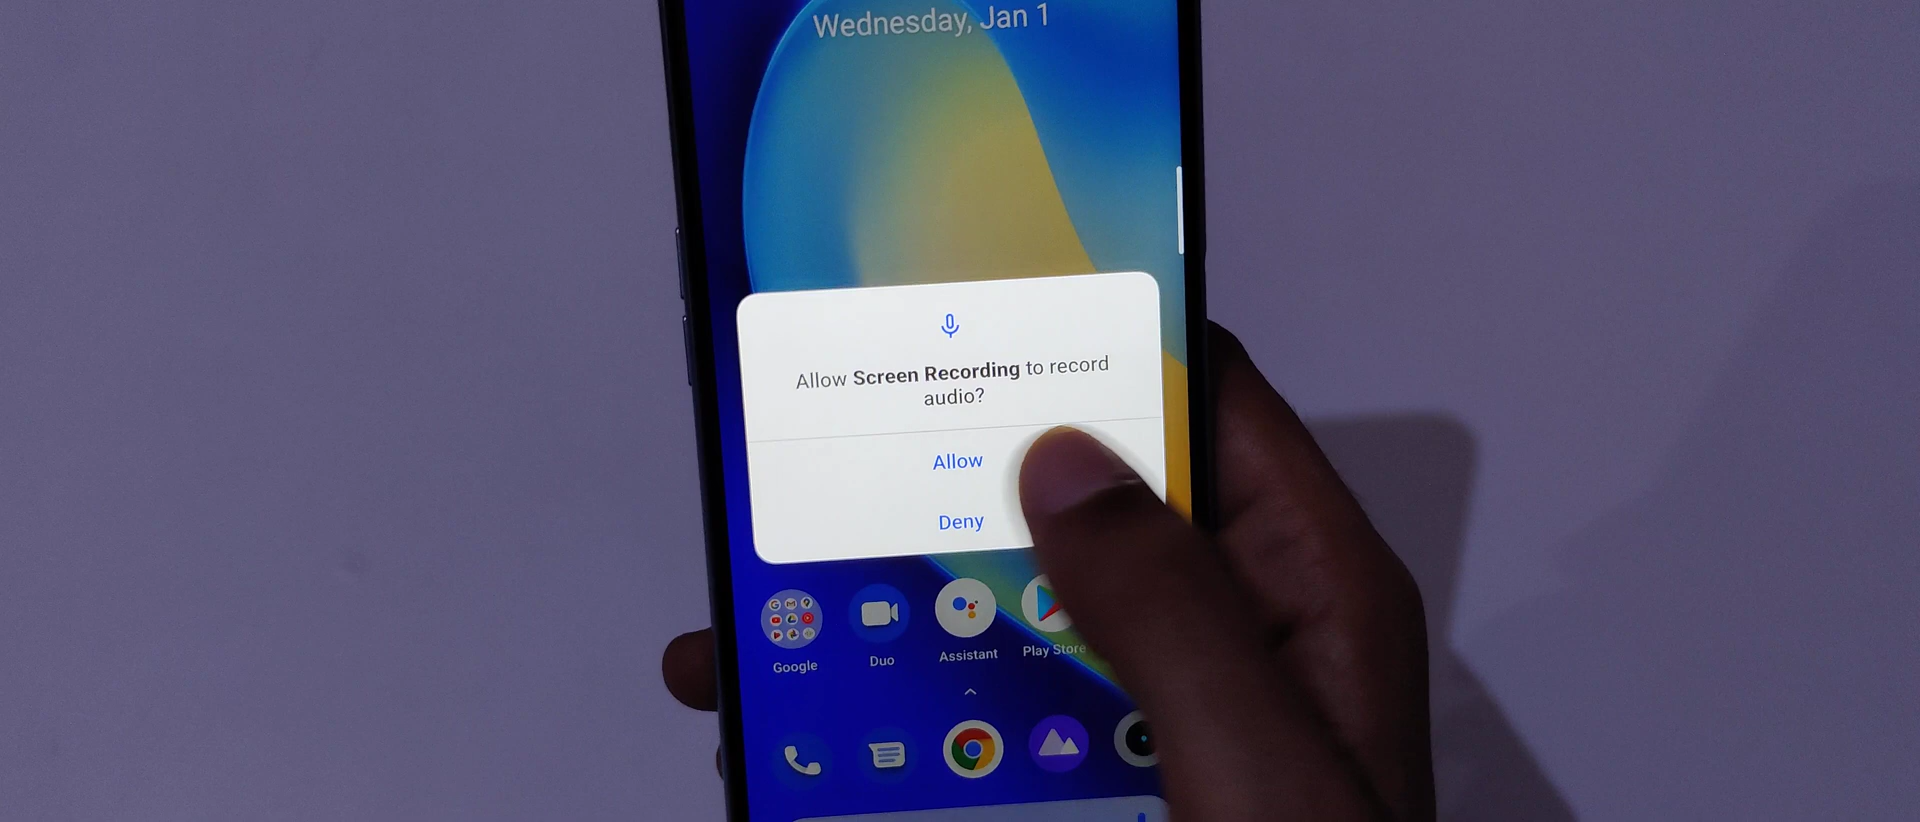 Wednesday, Jan 1
Allow Screen Recording to record
audio?
Allow
Deny
Google
Duo
Assistant
Play Store